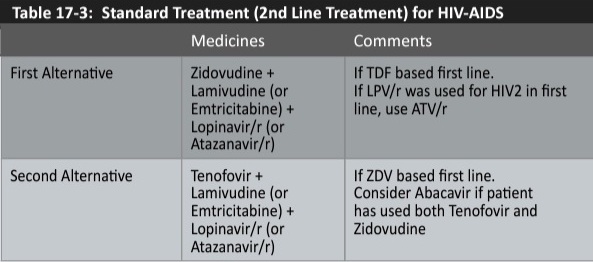 Table 17-3: Standard Treatment (2nd Line Treatment) for HIV-AIDS
Medicines
Comments
First Alternative
Zidovudine +
Lamivudine (or
Emtricitabine) +
Lopinavir/r (or
Atazanavir/r)
If TDF based first line.
If LPV/r was used for HIV2 in first
line, use ATV/r
Second Alternative
Tenofovir +
Lamivudine (or
Emtricitabine) +
Lopinavir/r (or
Atazanavir/r)
If ZDV based first line.
Consider Abacavir if patient
has used both Tenofovir and
Zidovudine